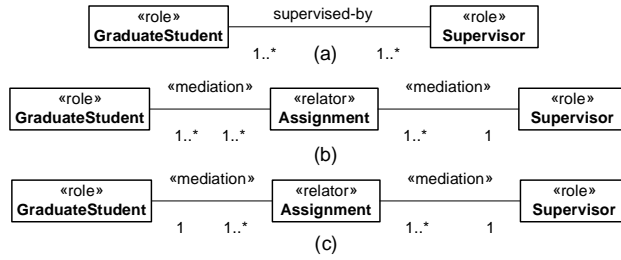 «role» supervised-by «role»
GraduateStudent Supervisor
1..* (a) 1..*
«role» «mediation» «relator» «mediation» «role»
GraduateStudent Assignment Supervisor
1..* 1..* 1..* 1
(b)
«role» «mediation» «relator» «mediation» «role»
GraduateStudent Assignment Supervisor
1 1..* 1..* 1
(c)